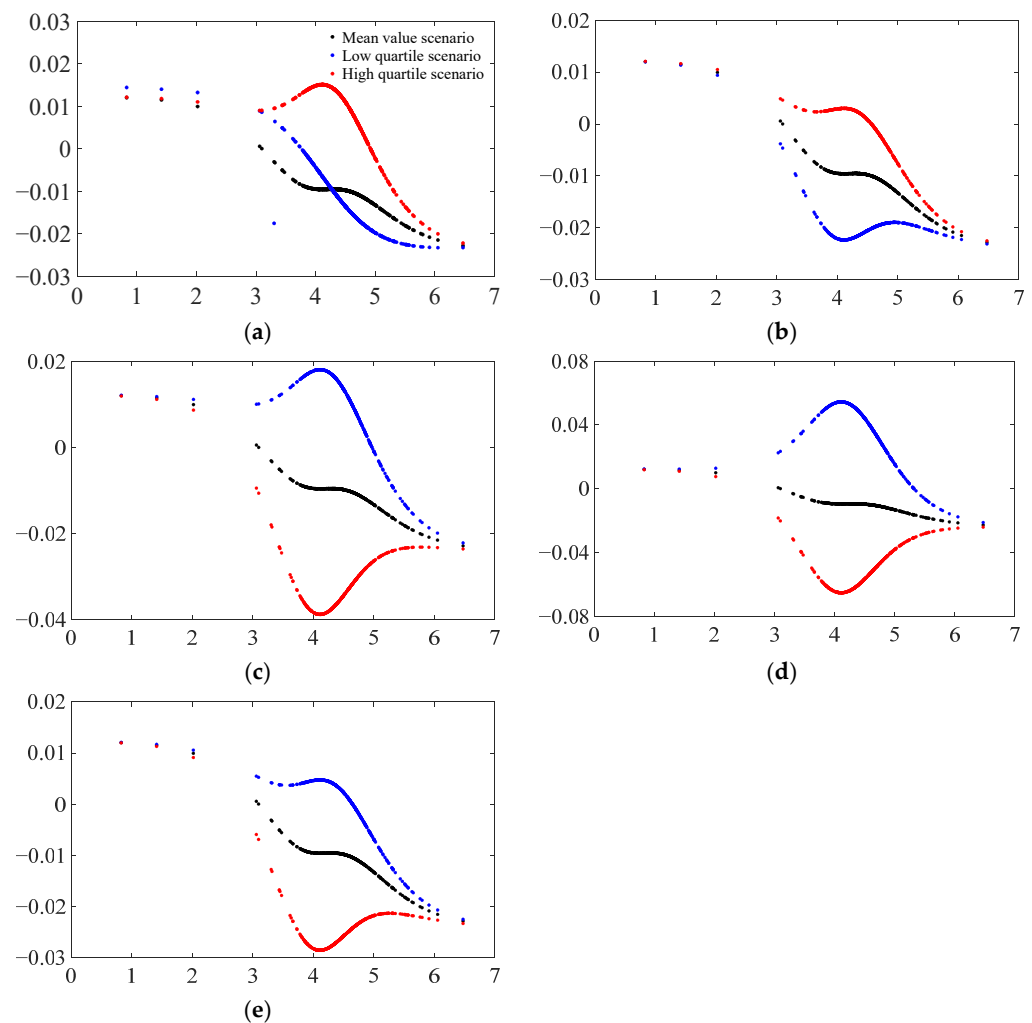 0.03
Mean value scenario
Low quartile scenario
High quartile scenario
0.02
0.01
0
−0.01
−0.02
−0.03
0 1 2 3 4 5 6 7
(a)
0.02
0.01
0
−0.01
−0.02
−0.03
0 1 2 3 4 5 6 7
(b)
0.02
0
−0.02
−0.04
0 1 2 3 4 5 6 7
(c)
0.08
0.04
0
−0.04
−0.08
0 1 2 3 4 5 6 7
(d)
0.02
0.01
0
−0.01
−0.02
−0.03
0 1 2 3 4 5 6 7
(e)